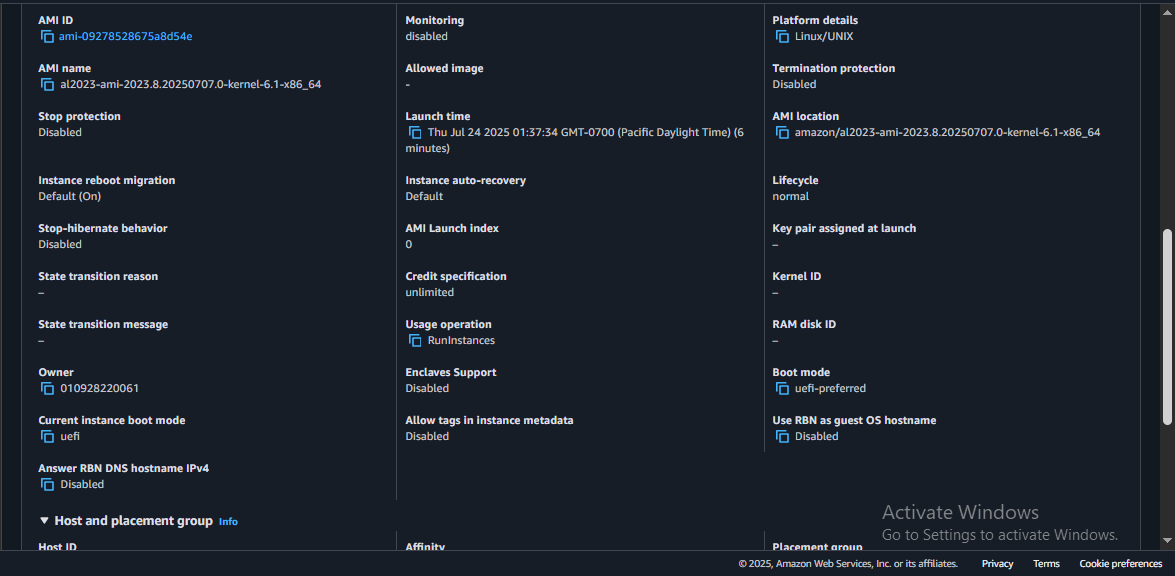 AMI ID
ami-09278528675a8d54e
Monitoring
disabled
Platform details
Linux/UNIX
AMI name
al2023-ami-2023.8.20250707.0-kernel-6.1-x86_64
Allowed image
-
Termination protection
Disabled
Stop protection
Disabled
Launch time
Thu Jul 24 2025 01:37:34 GMT-0700 (Pacific Daylight Time) (6
minutes)
AMI location
amazon/al2023-ami-2023.8.20250707.0-kernel-6.1-x86_64
Instance reboot migration
Default (On)
Instance auto-recovery
Default
Lifecycle
normal
Stop-hibernate behavior
Disabled
AMI Launch index
0
Key pair assigned at launch
–
State transition reason
–
Credit specification
unlimited
Kernel ID
–
State transition message
–
Usage operation
RunInstances
RAM disk ID
–
Owner
010928220061
Enclaves Support
Disabled
Boot mode
uefi-preferred
Current instance boot mode
uefi
Allow tags in instance metadata
Disabled
Use RBN as guest OS hostname
Disabled
Answer RBN DNS hostname IPv4
Disabled
Host and placement group Info
Host ID
Affinity
Placement group
Activate Windows
Go to Settings to activate Windows.
© 2025, Amazon Web Services, Inc. or its affiliates. Privacy Terms Cookie preferences